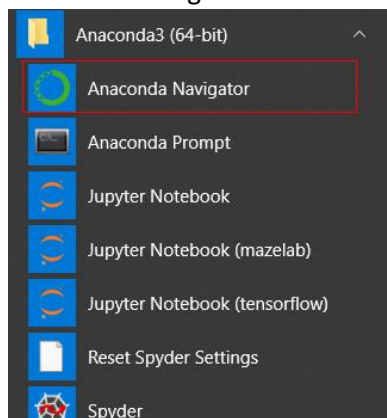 Anaconda3 (64-bit)
Anaconda Navigator
Anaconda Prompt
Jupyter Notebook
Jupyter Notebook (mazelab)
Jupyter Notebook (tensorflow)
Reset Spyder Settings
Spyder